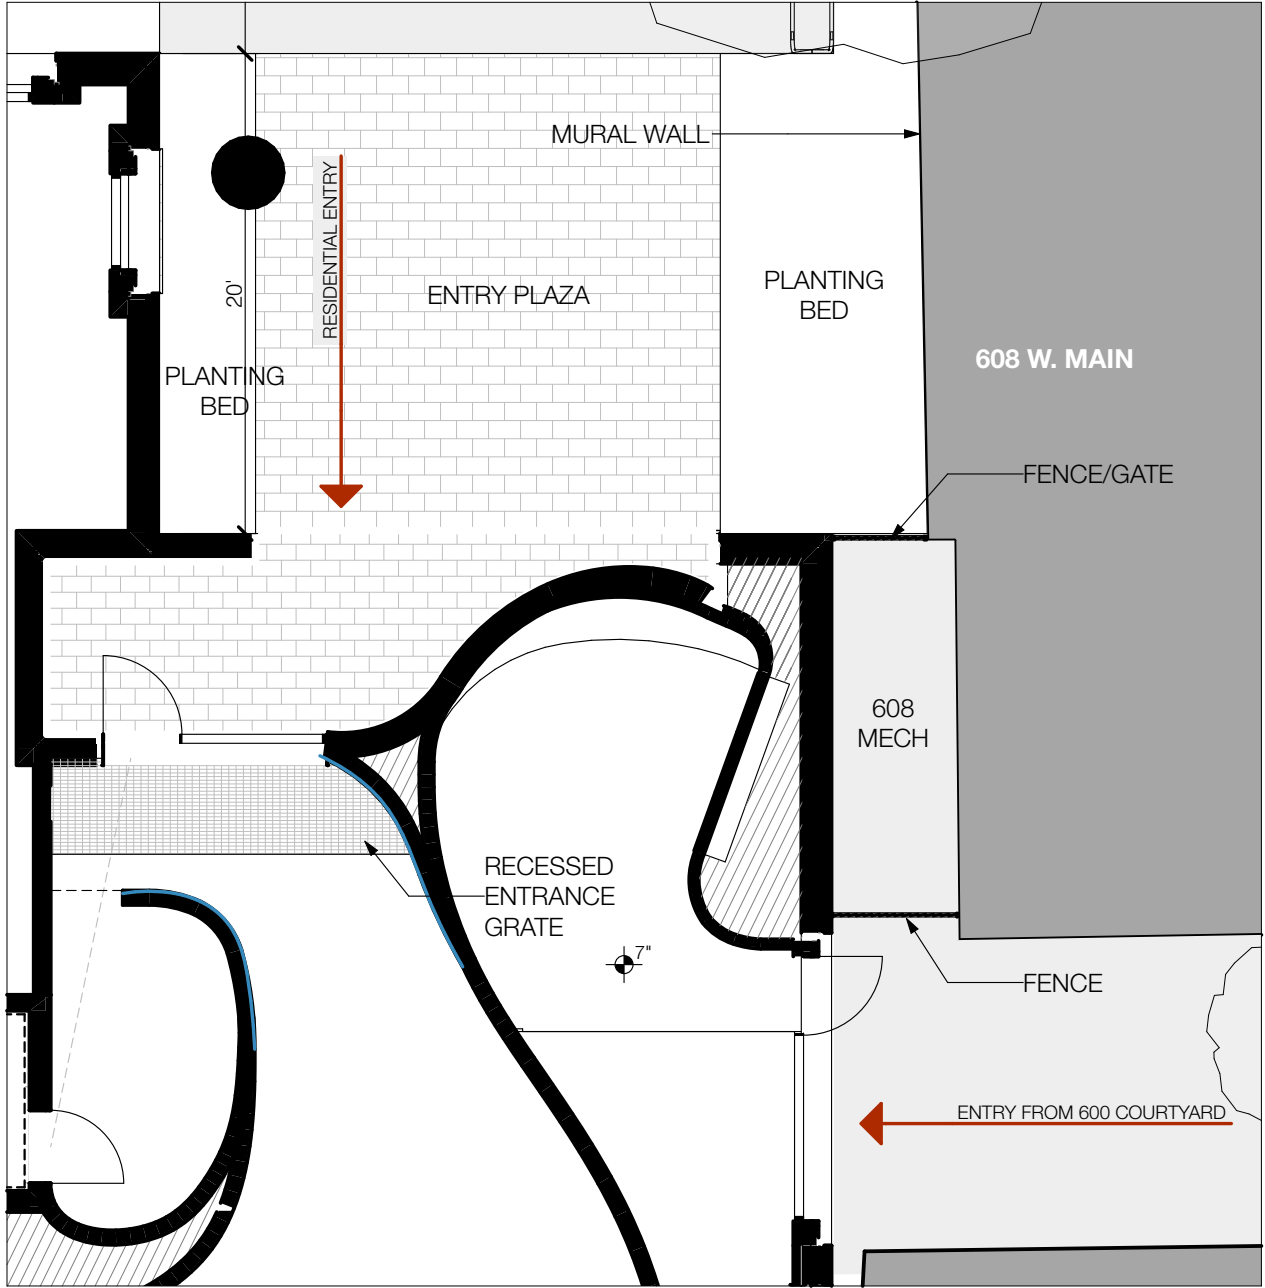 MURAL WALL
RESIDENTIAL ENTRY
20'
ENTRY PLAZA
PLANTING
BED
PLANTING
BED
608 W. MAIN
FENCE/GATE
608
MECH
RECESSED
ENTRANCE
GRATE
7"
FENCE
ENTRY FROM 600 COURTYARD